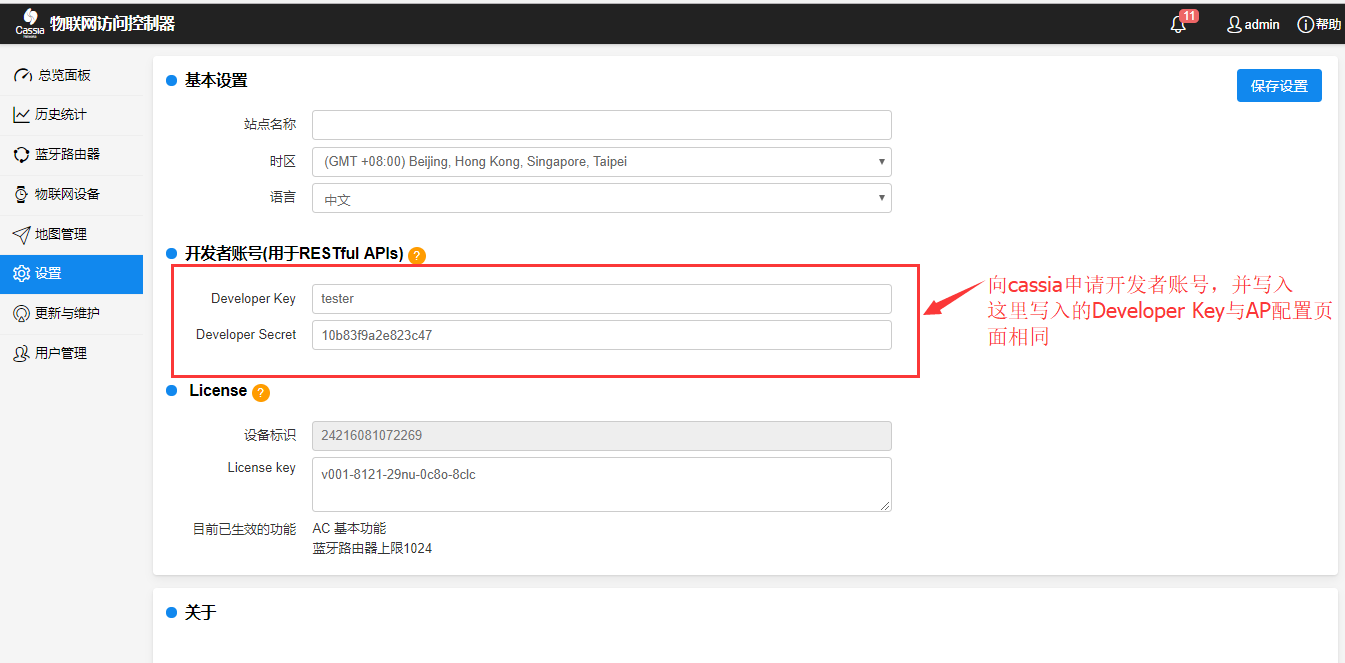 Cassia 物联网访问控制器
11
admin
帮助
总览面板
历史统计
蓝牙路由器
物联网设备
地图管理
设置
更新与维护
用户管理
基本设置
保存设置
站点名称
时区 (GMT +08:00) Beijing, Hong Kong, Singapore, Taipei
语言 中文
开发者账号(用于RESTful APIs) ?
Developer Key tester
Developer Secret 10b83f9a2e823c47
向cassia申请开发者账号，并写入
这里写入的Developer Key与AP配置页
面相同
License ?
设备标识 24216081072269
License key v001-8121-29nu-0c8o-8clc
目前已生效的功能 AC 基本功能
蓝牙路由器上限1024
关于